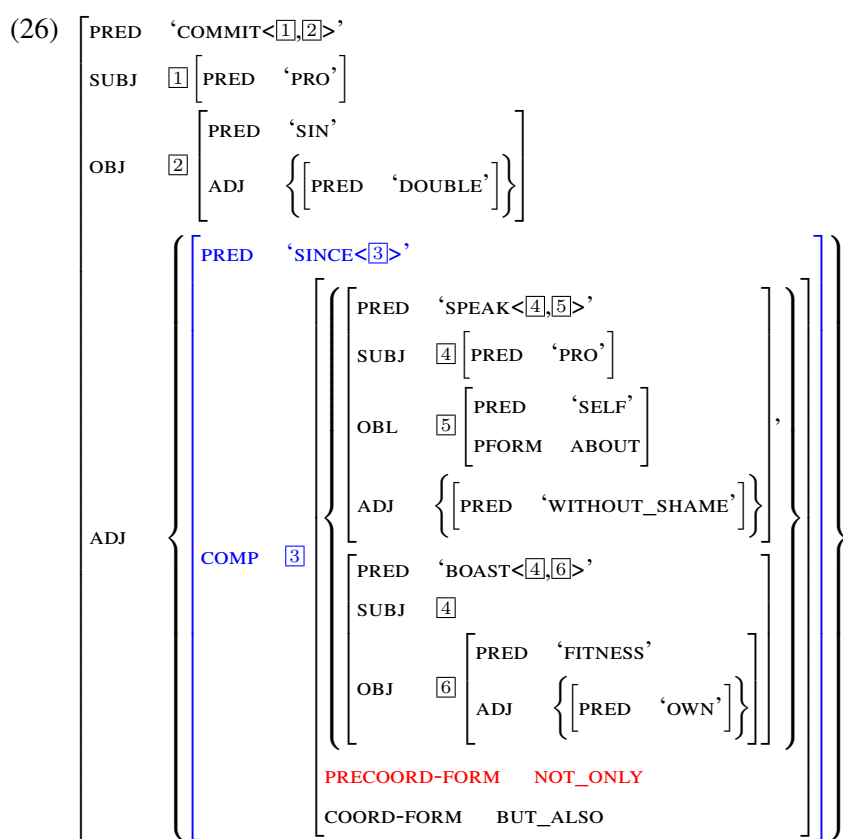 (26) PRED ‘COMMIT<1,2>’
SUBJ 1 PRED ‘PRO’
PRED ‘SIN’
OBJ 2
ADJ { PRED ‘DOUBLE’ }
PRED ‘SINCE<3>’
PRED ‘SPEAK<4,5>’
SUBJ 4 PRED ‘PRO’
PRED ‘SELF’
OBL 5
PFORM ABOUT ,
ADJ { PRED ‘WITHOUT_SHAME’ }
ADJ
COMP 3
PRED ‘BOAST<4,6>’
SUBJ 4
PRED ‘FITNESS’
OBJ 6
ADJ { PRED ‘OWN’ }
PRECOORD-FORM NOT_ONLY
COORD-FORM BUT_ALSO